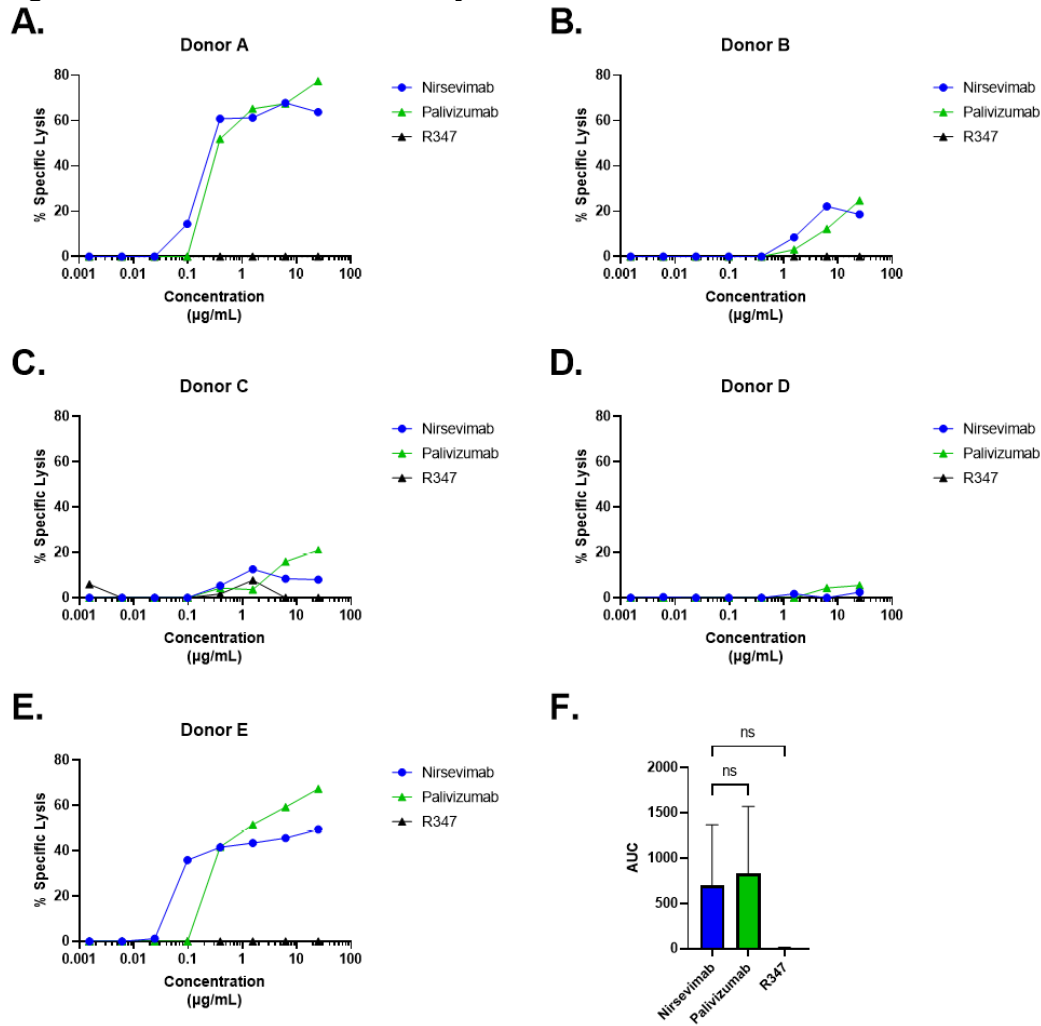 A.
Donor A
80
60
40
20
0
% Specific Lysis
0.001 0.01 0.1 1 10 100
Concentration
(µg/mL)
Nirsevimab
Palivizumab
R347
B.
Donor B
80
60
40
20
0
% Specific Lysis
0.001 0.01 0.1 1 10 100
Concentration
(µg/mL)
Nirsevimab
Palivizumab
R347
C.
Donor C
80
60
40
20
0
% Specific Lysis
0.001 0.01 0.1 1 10 100
Concentration
(µg/mL)
Nirsevimab
Palivizumab
R347
D.
Donor D
80
60
40
20
0
% Specific Lysis
0.001 0.01 0.1 1 10 100
Concentration
(µg/mL)
Nirsevimab
Palivizumab
R347
E.
Donor E
80
60
40
20
0
% Specific Lysis
0.001 0.01 0.1 1 10 100
Concentration
(µg/mL)
Nirsevimab
Palivizumab
R347
F.
ns
ns
2000
1500
1000
500
0
AUC
Nirsevimab
Palivizumab
R347